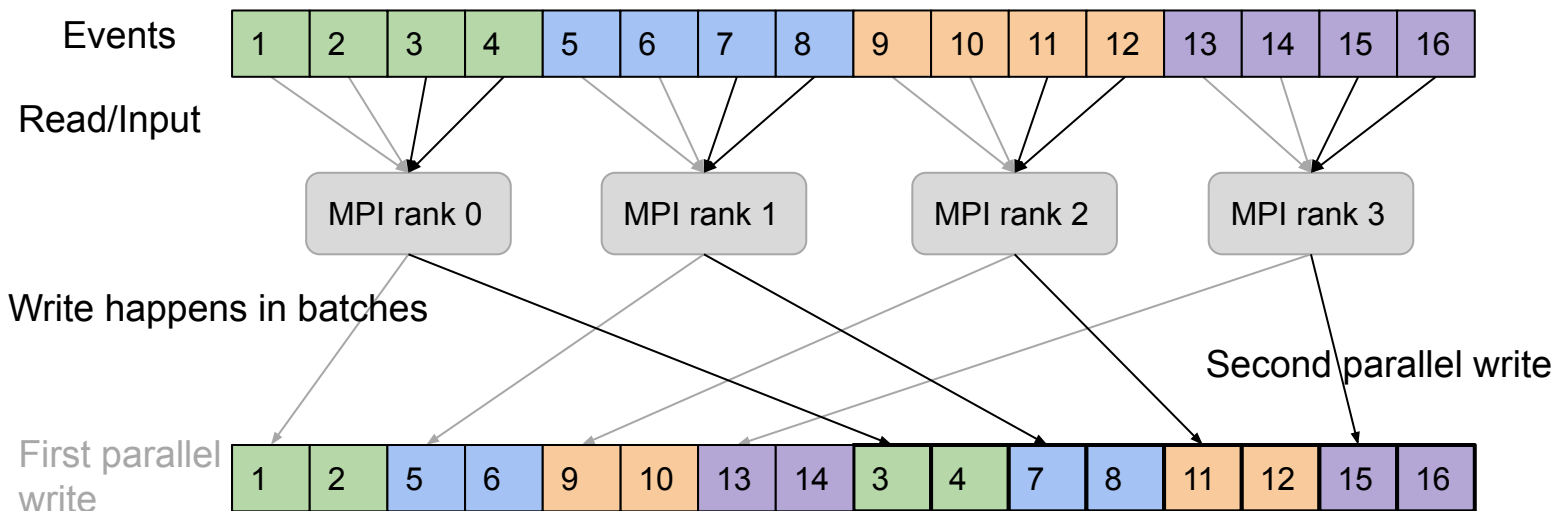 Events
1 2 3 4 5 6 7 8 9 10 11 12 13 14 15 16
Read/Input
MPI rank 0 MPI rank 1 MPI rank 2 MPI rank 3
Write happens in batches
Second parallel write
First parallel
write
1 2 5 6 9 10 13 14 3 4 7 8 11 12 15 16